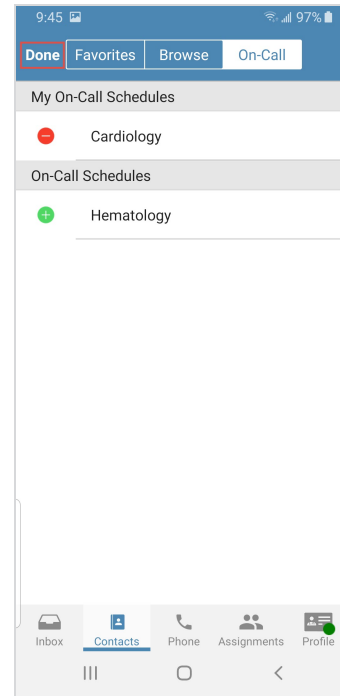 9:45 97%
Done Favorites Browse On-Call
My On-Call Schedules
Cardiology
On-Call Schedules
Hematology
Inbox Contacts Phone Assignments Profile